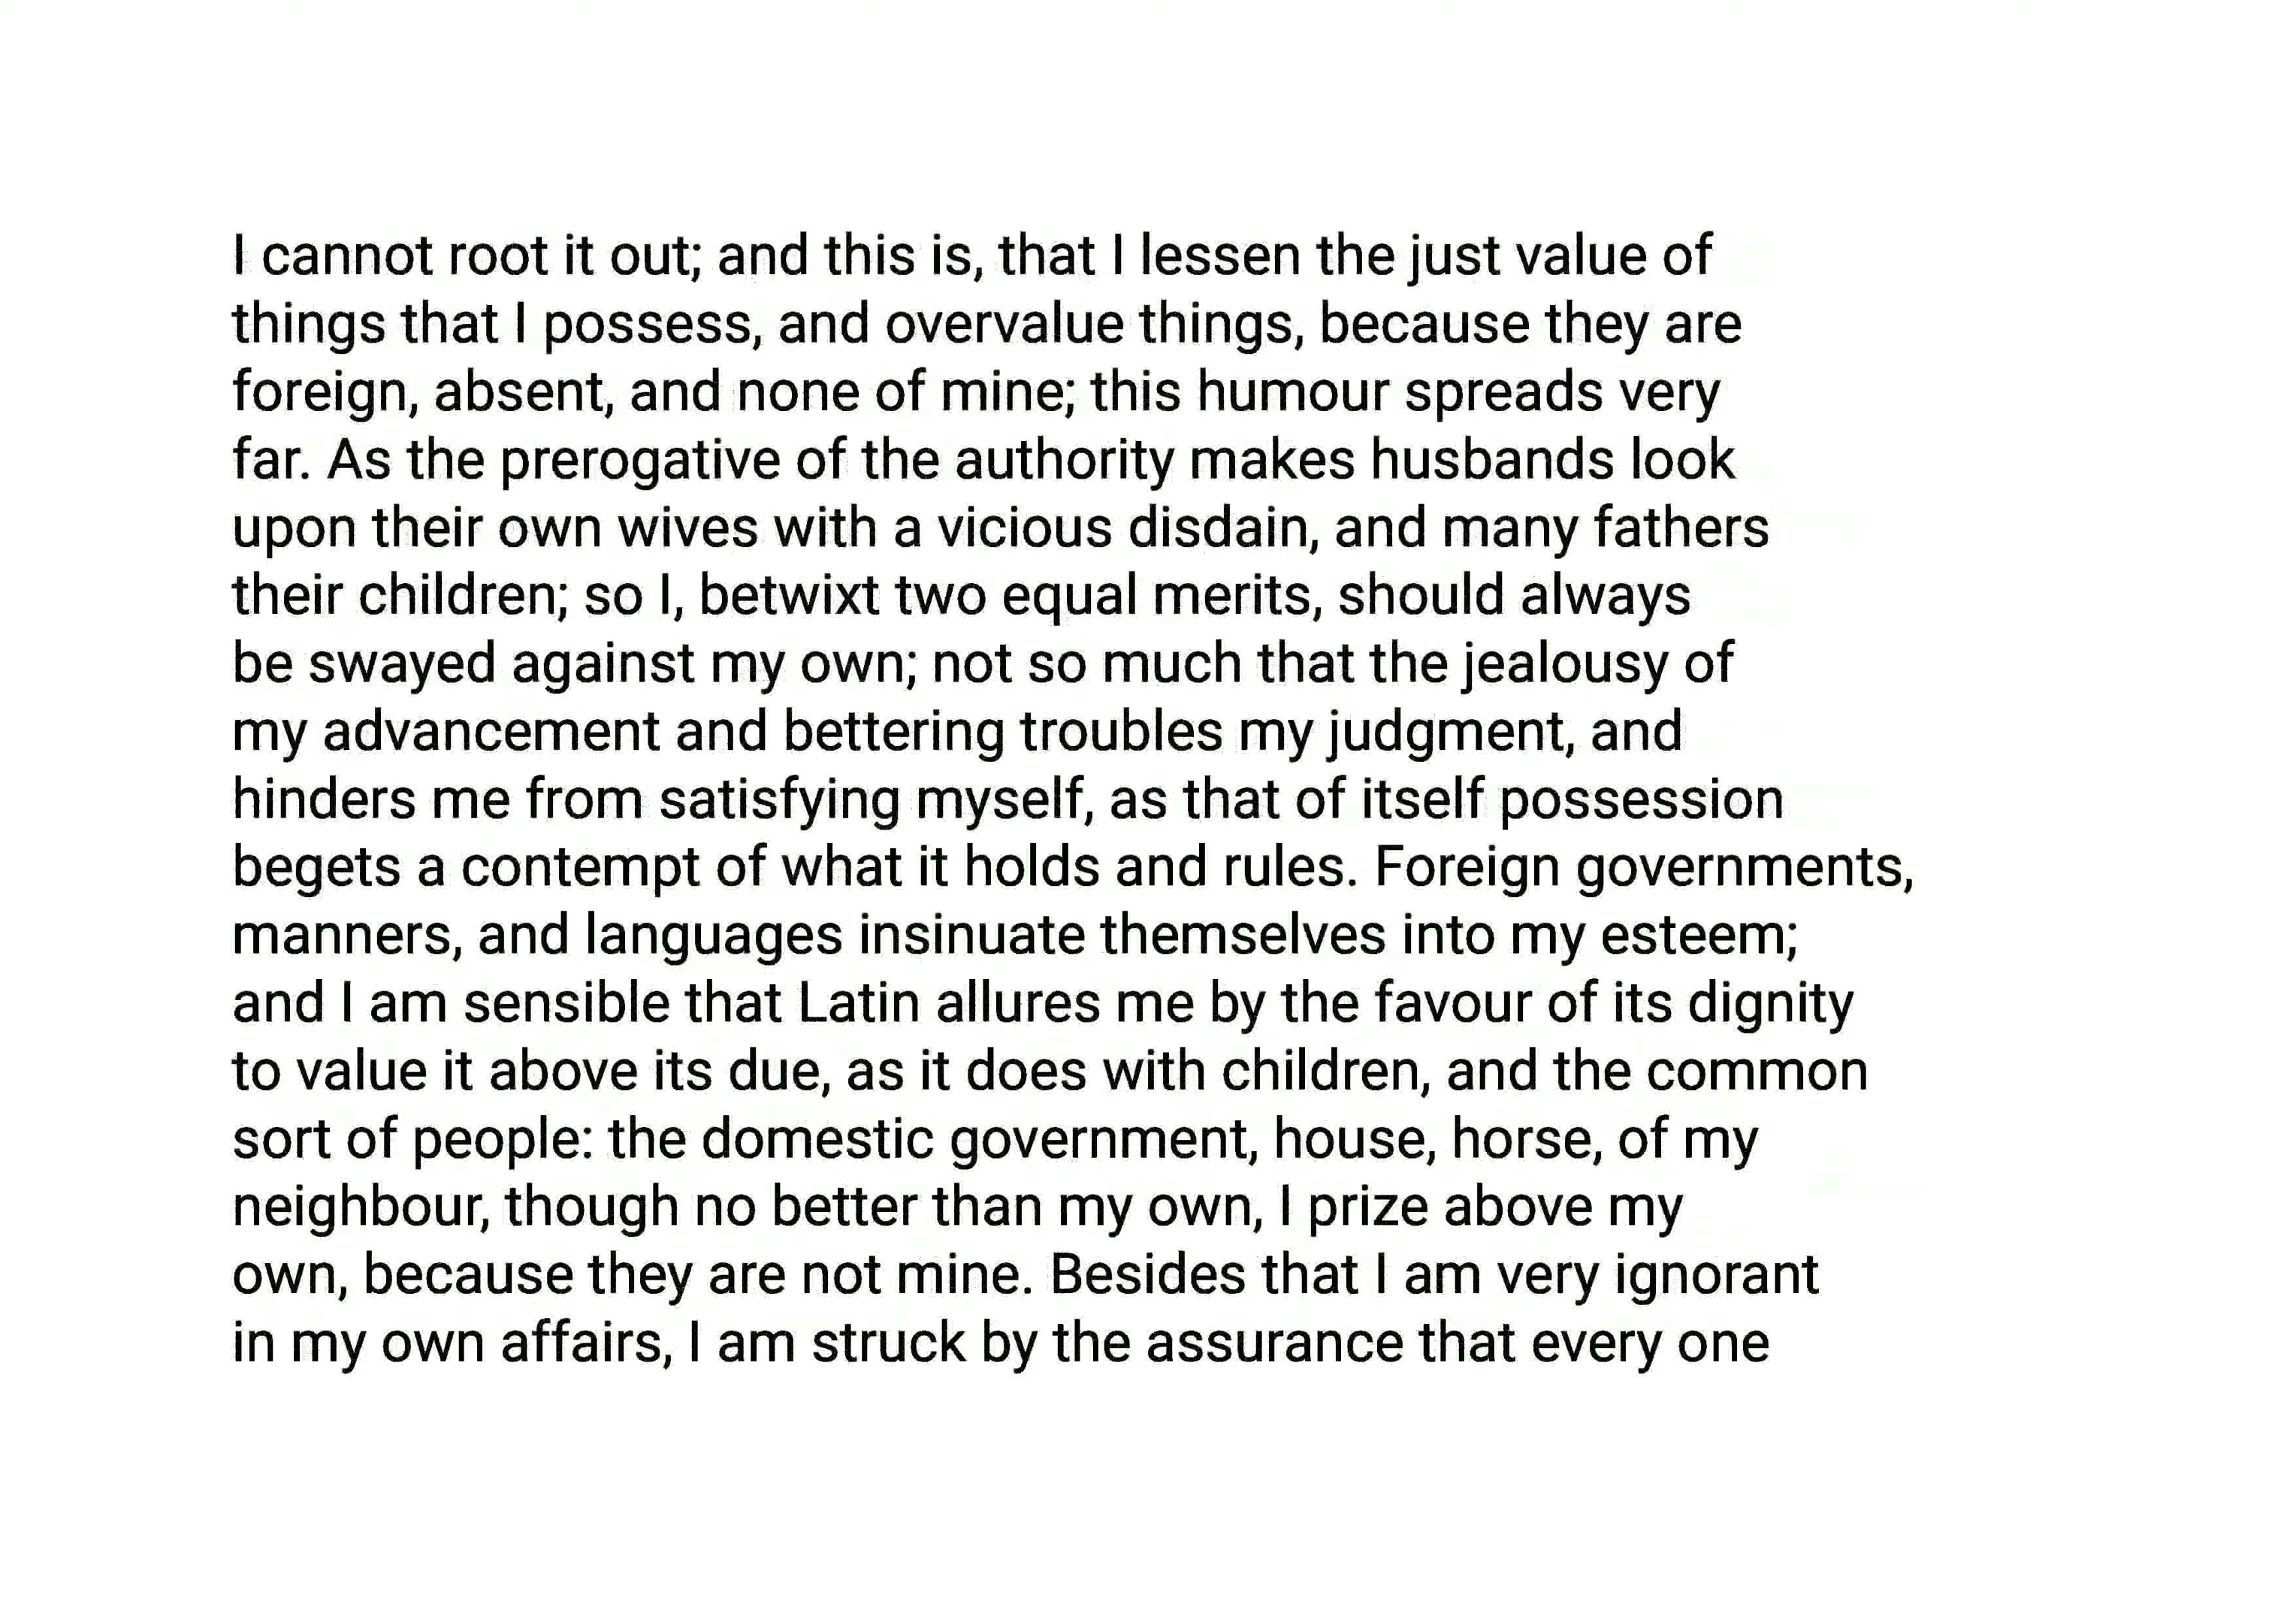 I cannot root it out; and this is, that I lessen the just value of
things that I possess, and overvalue things, because they are
foreign, absent, and none of mine; this humour spreads very
far. As the prerogative of the authority makes husbands look
upon their own wives with a vicious disdain, and many fathers
their children; so I, betwixt two equal merits, should always
be swayed against my own; not so much that the jealousy of
my advancement and bettering troubles my judgment, and
hinders me from satisfying myself, as that of itself possession
begets a contempt of what it holds and rules. Foreign governments,
manners, and languages insinuate themselves into my esteem;
and I am sensible that Latin allures me by the favour of its dignity
to value it above its due, as it does with children, and the common
sort of people: the domestic government, house, horse, of my
neighbour, though no better than my own, I prize above my
own, because they are not mine. Besides that I am very ignorant
in my own affairs, I am struck by the assurance that every one